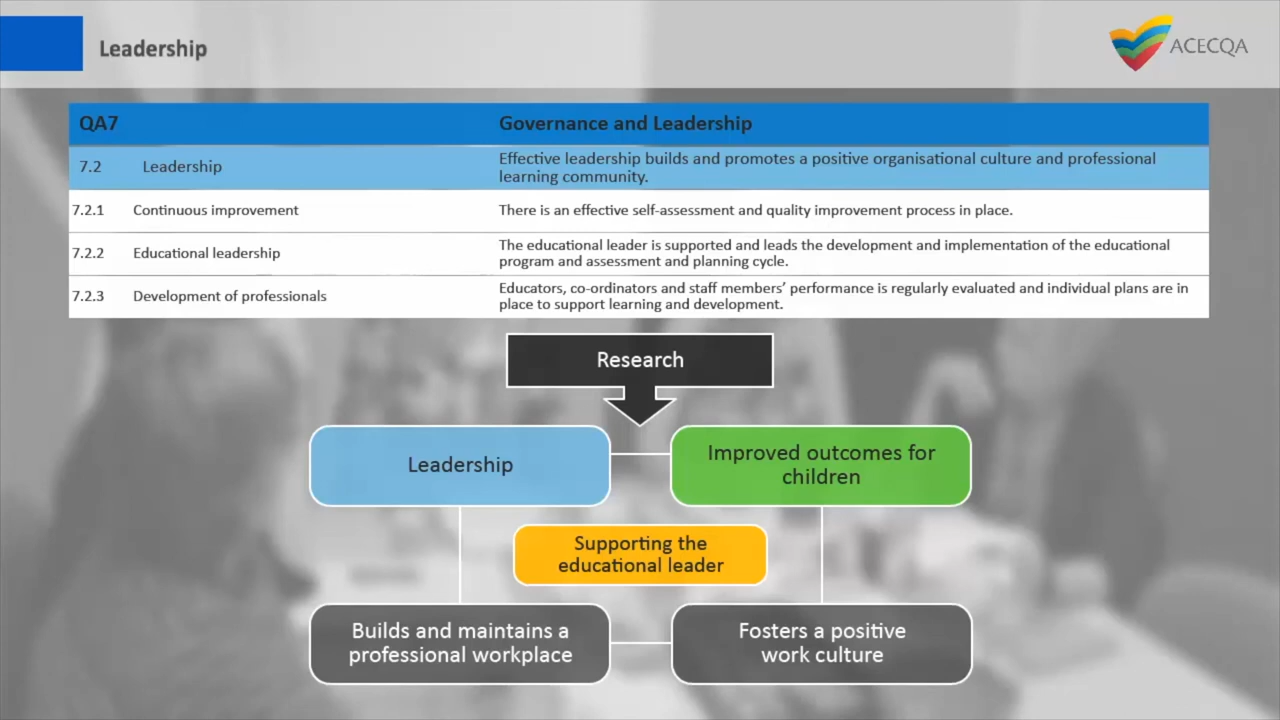 Leadership
ACECQA
QA7 Governance and Leadership
7.2 Leadership Effective leadership builds and promotes a positive organisational culture and professional
learning community.
7.2.1 Continuous improvement There is an effective self-assessment and quality improvement process in place.
7.2.2 Educational leadership The educational leader is supported and leads the development and implementation of the educational
program and assessment and planning cycle.
7.2.3 Development of professionals Educators, co-ordinators and staff members’ performance is regularly evaluated and individual plans are in
place to support learning and development.
Research
Leadership
Improved outcomes for
children
Supporting the
educational leader
Builds and maintains a
professional workplace
Fosters a positive
work culture